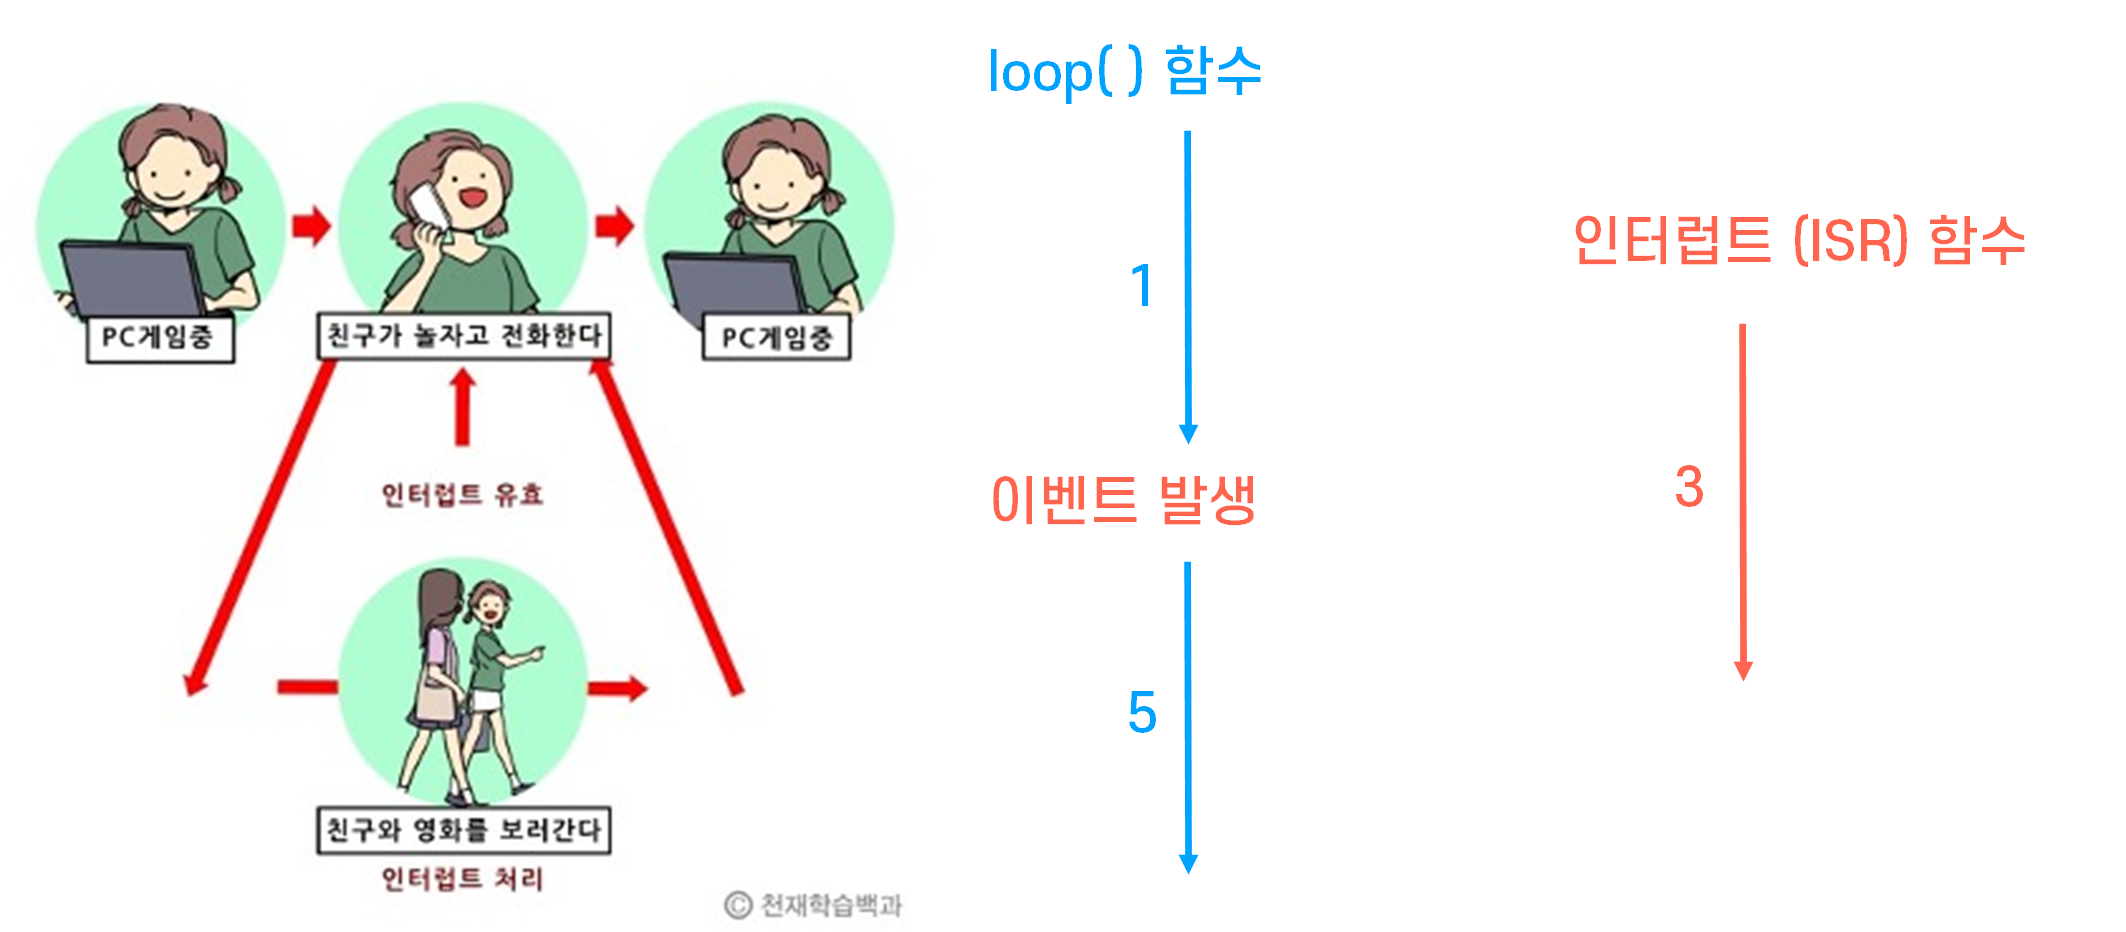 PC게임중
친구가 놀자고 전화한다
PC게임중
인터럽트 유효
친구와 영화를 보러간다
인터럽트 처리
ⓒ 천재학습백과
loop( ) 함수
1
이벤트 발생
5
인터럽트 (ISR) 함수
3